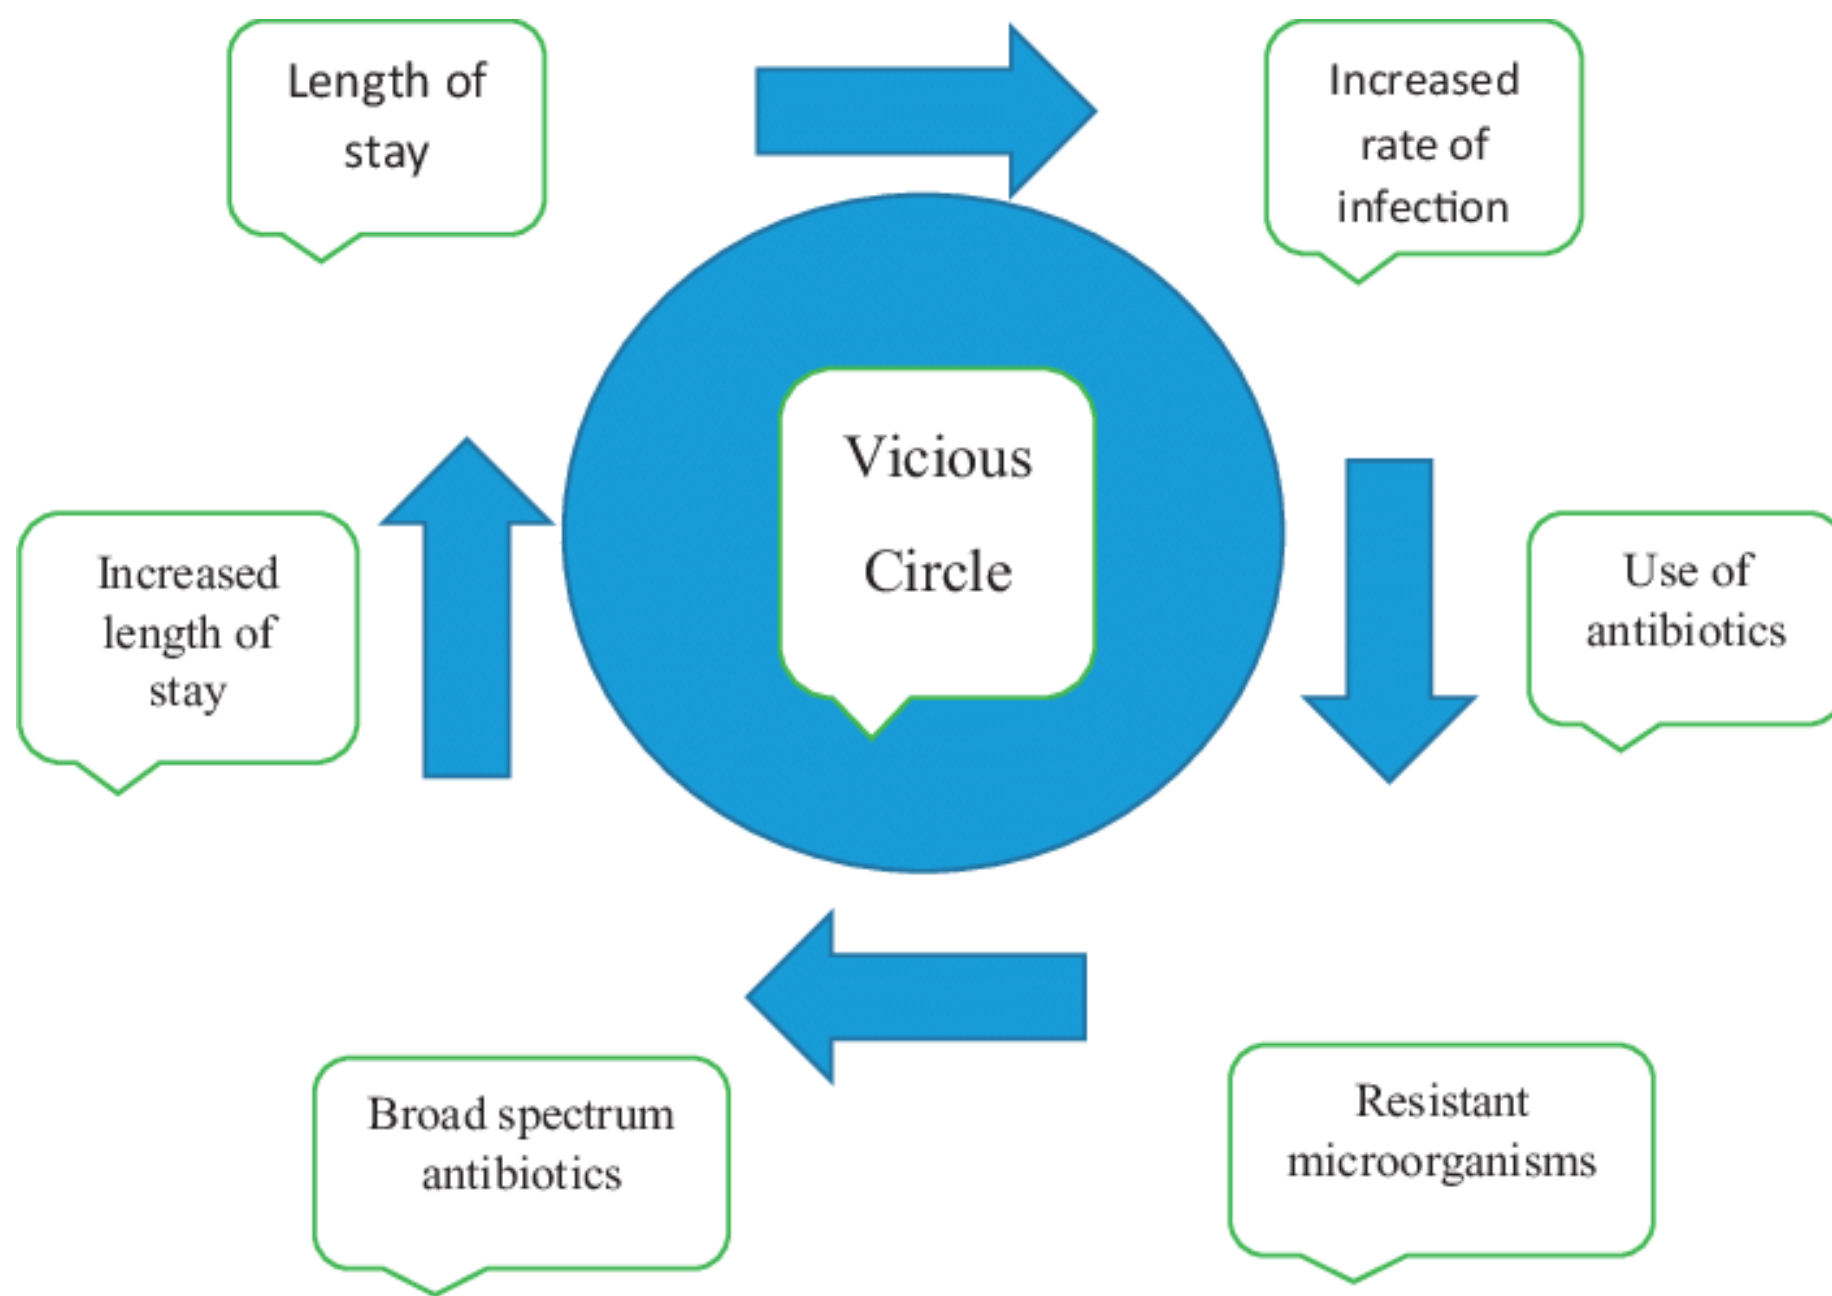 Length of
stay
Increased
rate of
infection
Vicious
Circle
Increased
length of
stay
Use of
antibiotics
Broad spectrum
antibiotics
Resistant
microorganisms